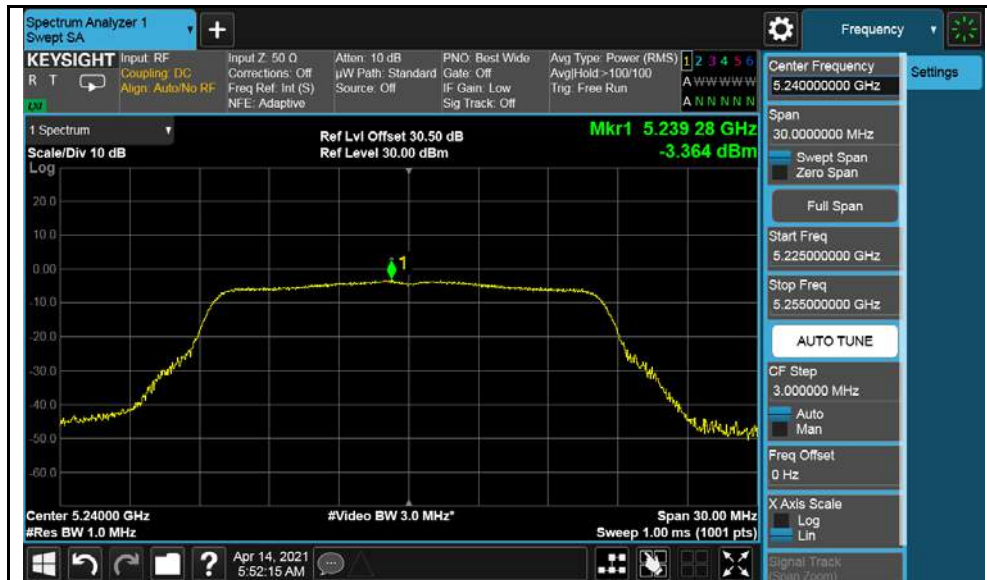 Spectrum Analyzer 1
Swept SA
+
Frequency
KEYSIGHT
R T
LXI
Input: RF
Coupling: DC
Align: Auto/No RF
Input Z: 50 Ω
Corrections: Off
Freq Ref: Int (S)
NFE: Adaptive
Atten: 10 dB
µW Path: Standard
Source: Off
PNO: Best Wide
Gate: Off
IF Gain: Low
Sig Track: Off
Avg Type: Power (RMS)
Avg|Hold:>100/100
Trig: Free Run
1 2 3 4 5 6
A W W W W W
A N N N N N
1 Spectrum
Scale/Div 10 dB
Log
Ref Lvl Offset 30.50 dB
Ref Level 30.00 dBm
Mkr1 5.239 28 GHz
-3.364 dBm
20.0
10.0
0.00
-10.0
-20.0
-30.0
-40.0
-50.0
-60.0
1
Center 5.24000 GHz
#Res BW 1.0 MHz
#Video BW 3.0 MHz*
Span 30.00 MHz
Sweep 1.00 ms (1001 pts)
Center Frequency
5.240000000 GHz
Span
30.0000000 MHz
Swept Span
Zero Span
Full Span
Start Freq
5.225000000 GHz
Stop Freq
5.255000000 GHz
AUTO TUNE
CF Step
3.000000 MHz
Auto
Man
Freq Offset
0 Hz
X Axis Scale
Log
Lin
Signal Track
(Span Zoom)
Settings
?
Apr 14, 2021
5:52:15 AM